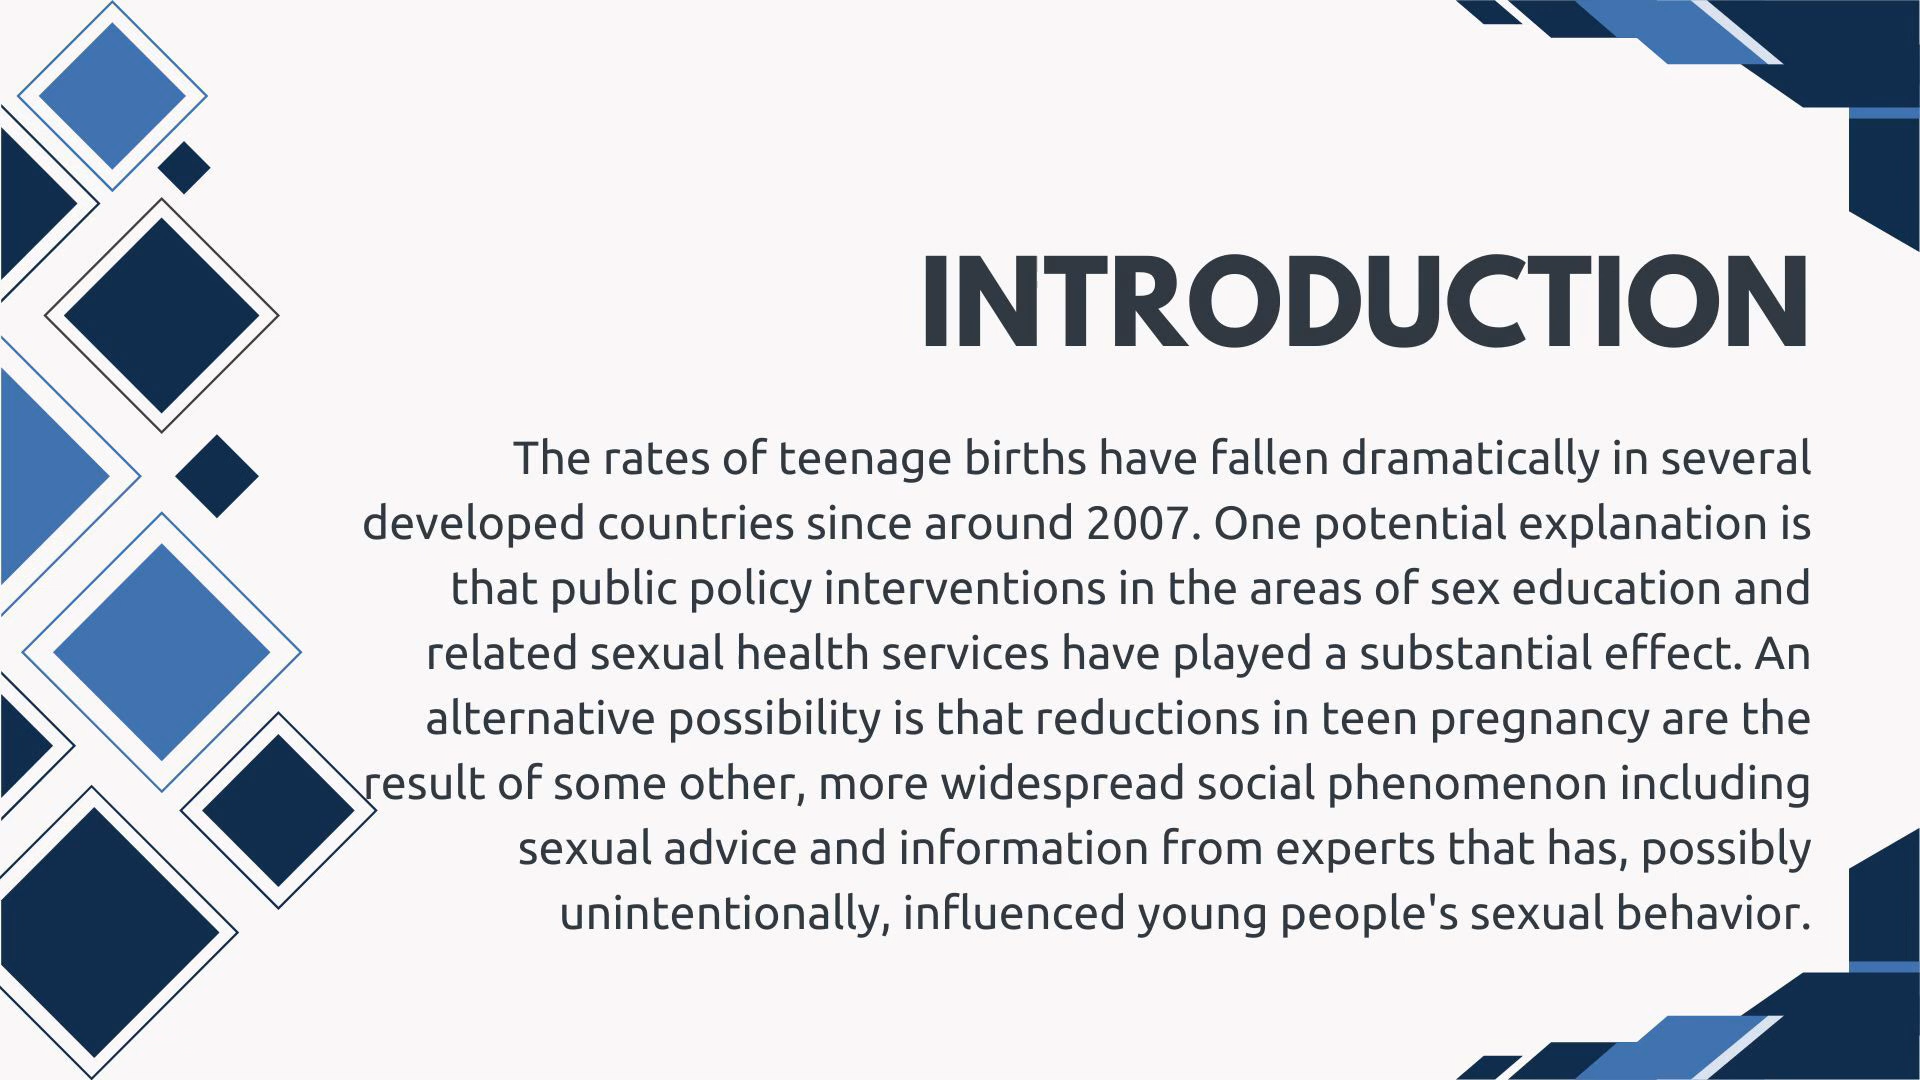 INTRODUCTION
The rates of teenage births have fallen dramatically in several
developed countries since around 2007. One potential explanation is
that public policy interventions in the areas of sex education and
related sexual health services have played a substantial effect. An
alternative possibility is that reductions in teen pregnancy are the
result of some other, more widespread social phenomenon including
sexual advice and information from experts that has, possibly
unintentionally, influenced young people's sexual behavior.